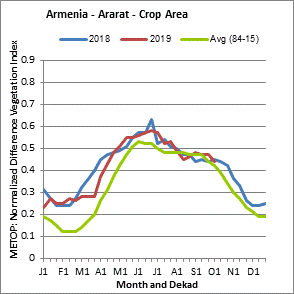 Armenia - Ararat - Crop Area
2018 2019 Avg (84-15)
METOP: Normalized Difference Vegetation Index
0.9
0.8
0.7
0.6
0.5
0.4
0.3
0.2
0.1
0
J1 F1 M1 A1 M1 J1 J1 A1 S1 O1 N1 D1
Month and Dekad